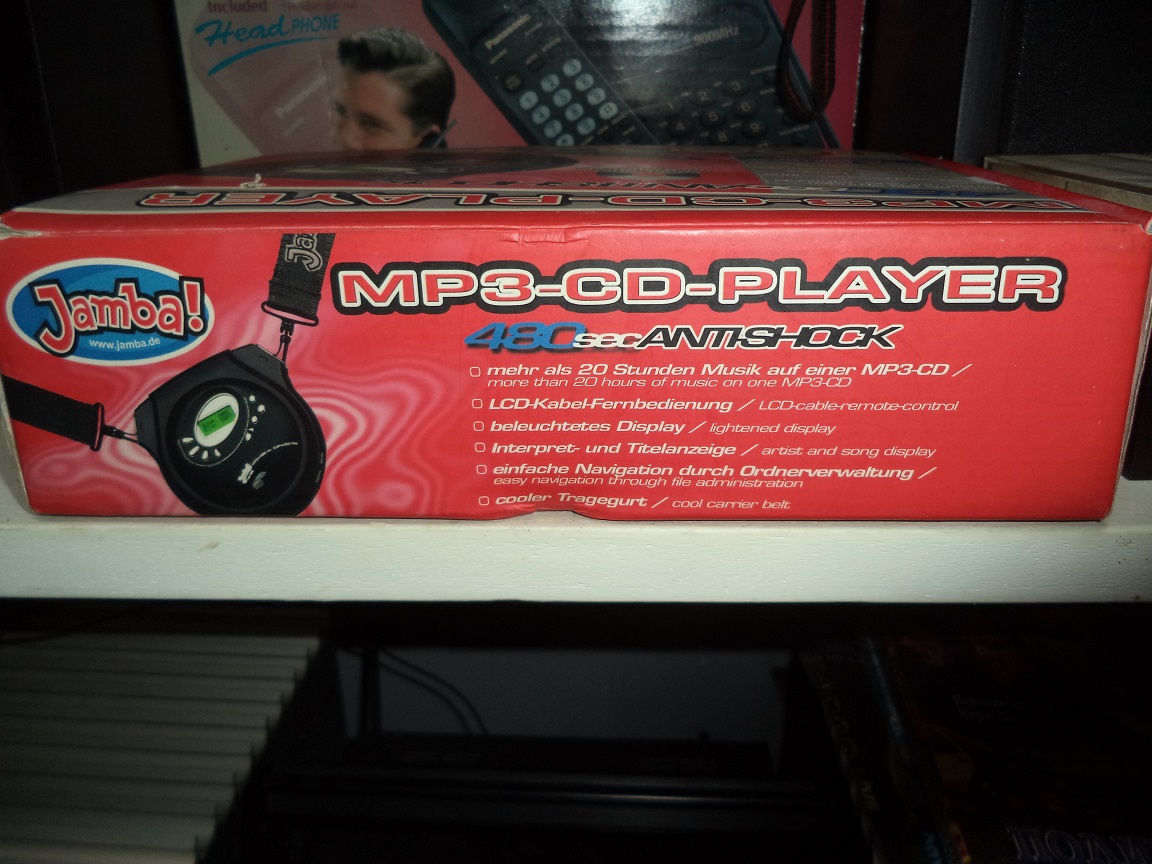 Included
Head PHONE
Panasonic
900MHz
MP3-CD-PLAYER
Jamba!
www.jamba.de
MP3-CD-PLAYER
480sec ANTI-SHOCK
mehr als 20 Stunden Musik auf einer MP3-CD /
more than 20 hours of music on one MP3-CD
LCD-Kabel-Fernbedienung / LCD-cable-remote-control
beleuchtetes Display / lightened display
Interpret- und Titelanzeige / artist and song display
einfache Navigation durch Ordnerverwaltung /
easy navigation through file administration
cooler Tragegurt / cool carrier belt